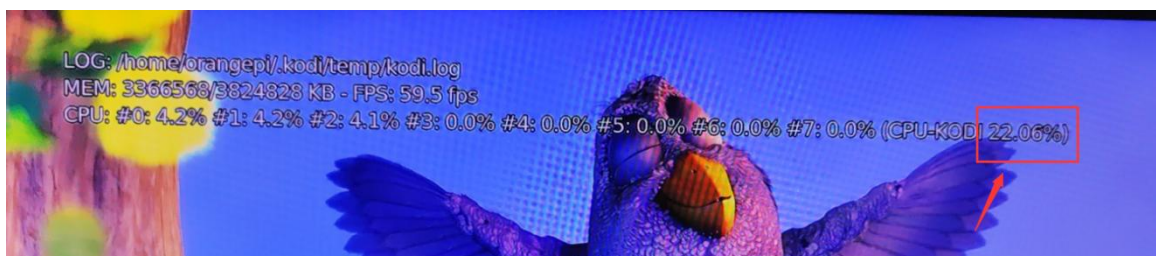 LOG: /home/orangepi/.kodi/temp/kodi.log
MEM: 3366568/3824828 KB - FPS: 59.5 fps
CPU: #0: 4.2% #1: 4.2% #2: 4.1% #3: 0.0% #4: 0.0% #5: 0.0% #6: 0.0% #7: 0.0% (CPU-KODI 22.06%)